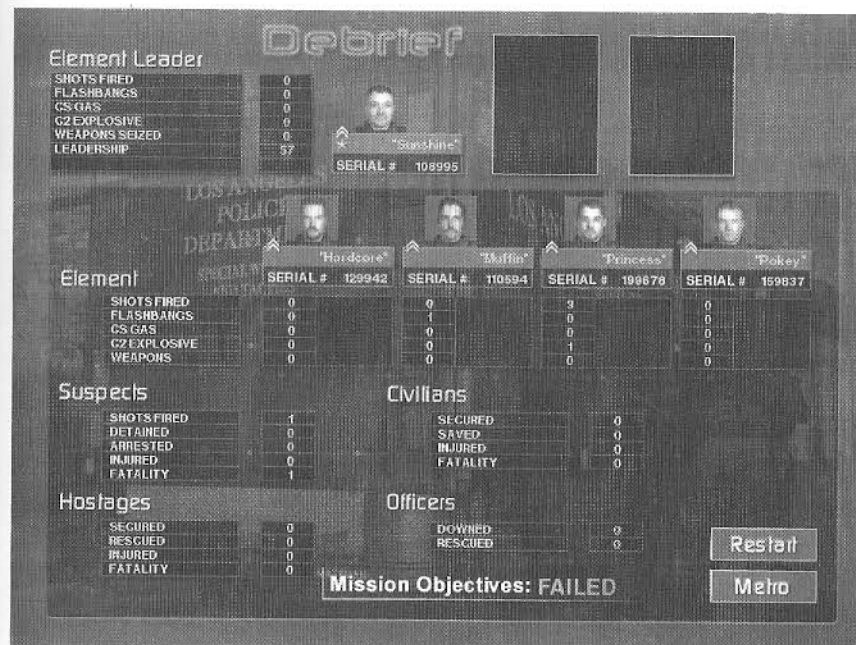 Debrief
Element Leader
SHOTS FIRED 0
FLASHBANGS 0
CS GAS 0
C2 EXPLOSIVE 0
WEAPONS SEIZED 0
LEADERSHIP 57
"Sunshine"
SERIAL # 108995
LOS ANGELES
POLICE
DEPARTM
"Hardcore" "Muffin" "Princess" "Pokey"
SERIAL # 129942 SERIAL # 110594 SERIAL # 199678 SERIAL # 159837
Element
SHOTS FIRED 0 0 3 0
FLASHBANGS 0 1 0 0
CS GAS 0 0 0 0
C2 EXPLOSIVE 0 0 1 0
WEAPONS 0 0 0 0
Suspects Civilians
SHOTS FIRED 1 SECURED 0
DETAINED 0 SAVED 0
ARRESTED 0 INJURED 0
INJURED 0 FATALITY 0
FATALITY 1
Hostages Officers
SECURED 0 DOWNED 0
RESCUED 0 RESCUED 0
INJURED 0
FATALITY 0
Restart
Mission Objectives: FAILED
Metro